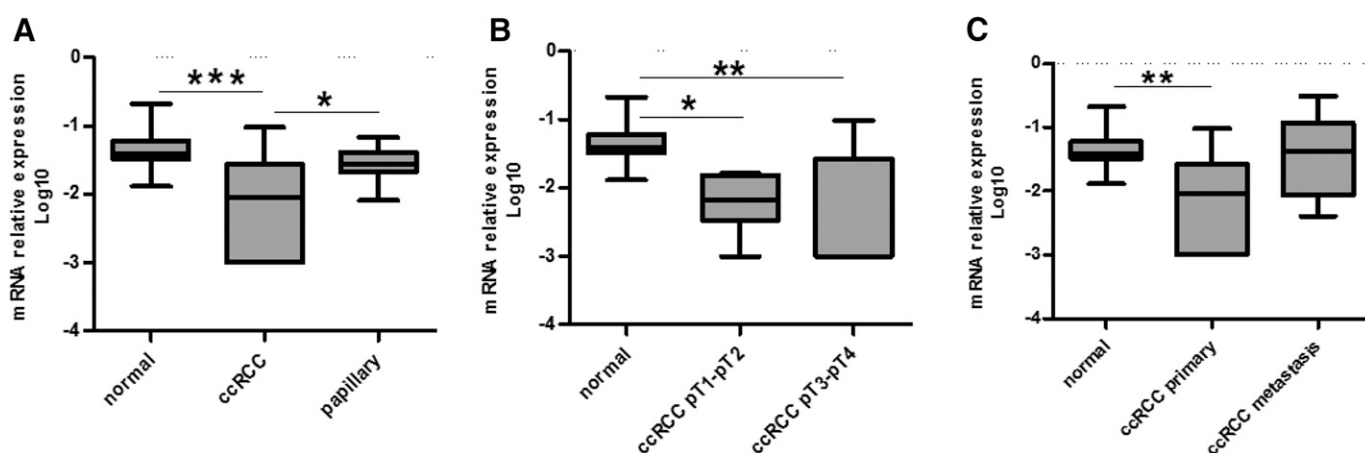 A
mRNA relative expression
Log10
0
-1
-2
-3
-4
***
*
normal
ccRCC
papillary
B
mRNA relative expression
Log10
0
-1
-2
-3
-4
**
*
normal
ccRCC pT1-pT2
ccRCC pT3-pT4
C
mRNA relative expression
Log10
0
-1
-2
-3
-4
**
normal
ccRCC primary
ccRCC metastasis